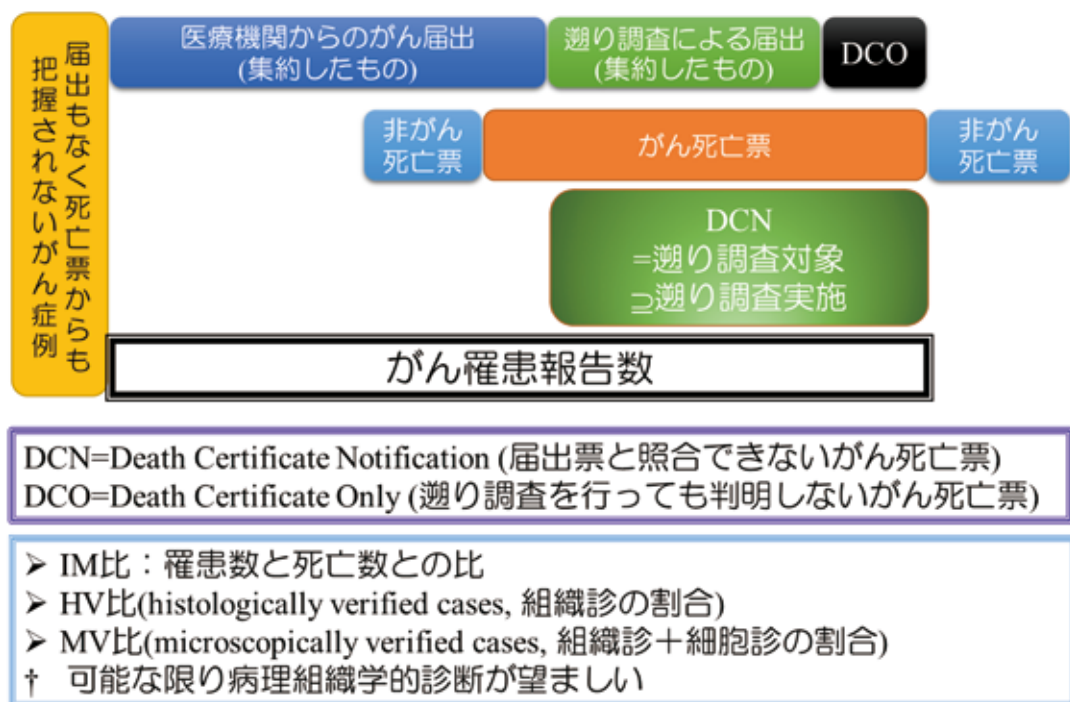 届出もなく死亡票からも
把握されないがん症例
医療機関からのがん届出
(集約したもの)
遡り調査による届出
(集約したもの)
DCO
非がん
死亡票
がん死亡票
非がん
死亡票
DCN
=遡り調査対象
⊇遡り調査実施
がん罹患報告数
DCN=Death Certificate Notification (届出票と照合できないがん死亡票)
DCO=Death Certificate Only (遡り調査を行っても判明しないがん死亡票)
➢ IM比：罹患数と死亡数との比
➢ HV比(histologically verified cases, 組織診の割合)
➢ MV比(microscopically verified cases, 組織診＋細胞診の割合)
† 可能な限り病理組織学的診断が望ましい